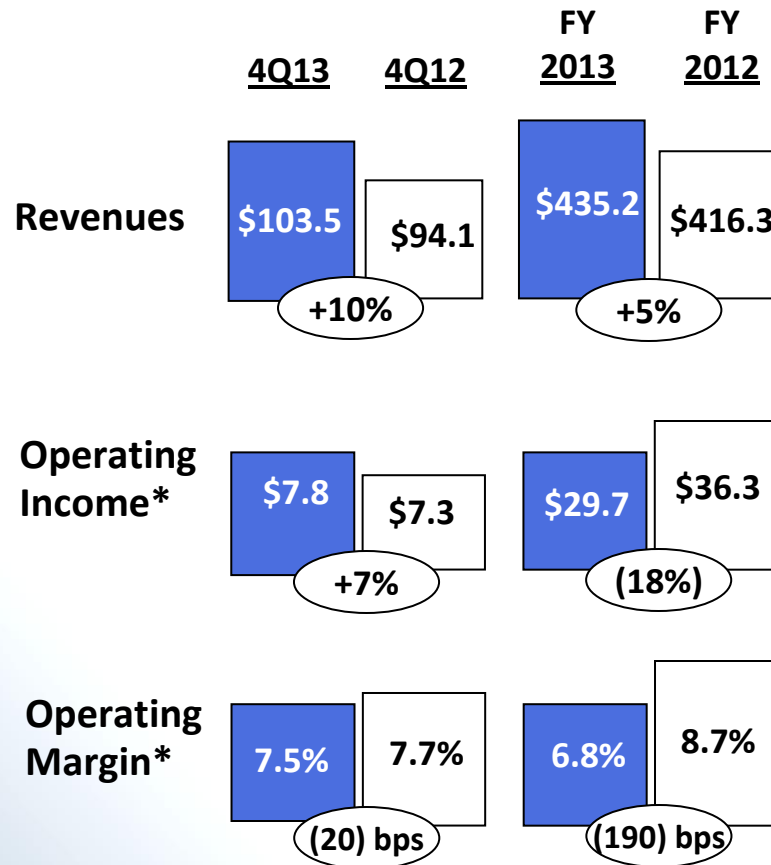 4Q13 4Q12 FY 2013 FY 2012
Revenues $103.5 $94.1 $435.2 $416.3
+10% +5%
Operating Income* $7.8 $7.3 $29.7 $36.3
+7% (18%)
Operating Margin* 7.5% 7.7% 6.8% 8.7%
(20) bps (190) bps